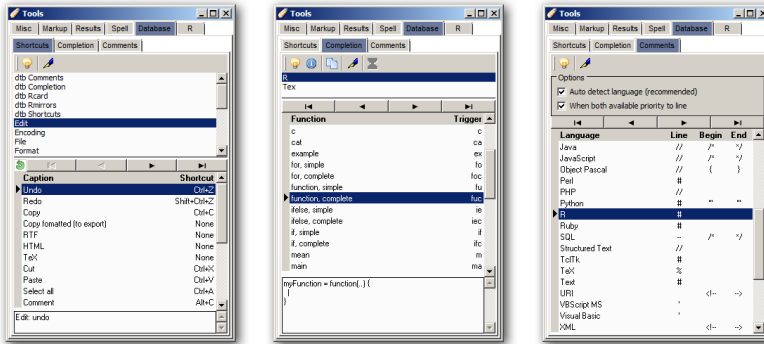 Tools
Misc Markup Results Spell Database R
Shortcuts Completion Comments
dtb Comments
dtb Completion
dtb Rcard
dtb Rmirrors
dtb Shortcuts
Edit
Encoding
File
Format
Caption Shortcut
Undo Ctrl+Z
Redo Shift+Ctrl+Z
Copy Ctrl+C
Copy fomatted (to export) None
RTF None
HTML None
TeX None
Cut Ctrl+X
Paste Ctrl+V
Select all Ctrl+A
Comment Alt+C
Edit: undo
Tools
Misc Markup Results Spell Database R
Shortcuts Completion Comments
R
Tex
Function Trigger
c c
cat ca
example ex
for, simple fo
for, complete foc
function, simple fu
function, complete fuc
ifelse, simple ie
ifelse, complete iec
if, simple if
if, complete ifc
mean m
main ma
myFunction = function(..) {
|
}
Tools
Misc Markup Results Spell Database R
Shortcuts Completion Comments
Options
Auto detect language (recommended)
When both available priority to line
Language Line Begin End
Java // /* */
JavaScript // /* */
Object Pascal // { }
Perl #
PHP //
Python # ''' '''
R #
Ruby #
SQL -- /* */
Structured Text //
TclTk #
TeX %
Text #
URI <!-- -->
VBScript MS '
Visual Basic '
XML <!-- -->